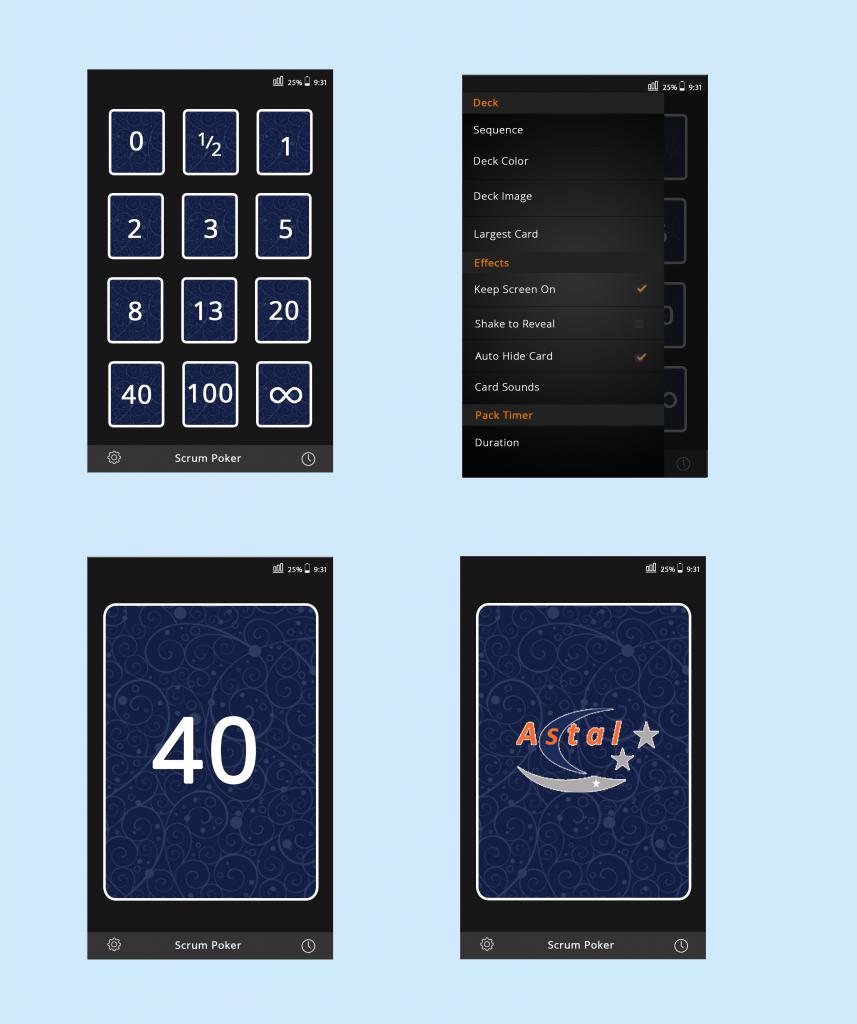 25% 9:31
0 ½ 1
2 3 5
8 13 20
40 100 ∞
Scrum Poker
25% 9:31
Deck
Sequence
Deck Color
Deck Image
Largest Card
Effects
Keep Screen On
Shake to Reveal
Auto Hide Card
Card Sounds
Pack Timer
Duration
25% 9:31
40
Scrum Poker
25% 9:31
Astal
Scrum Poker